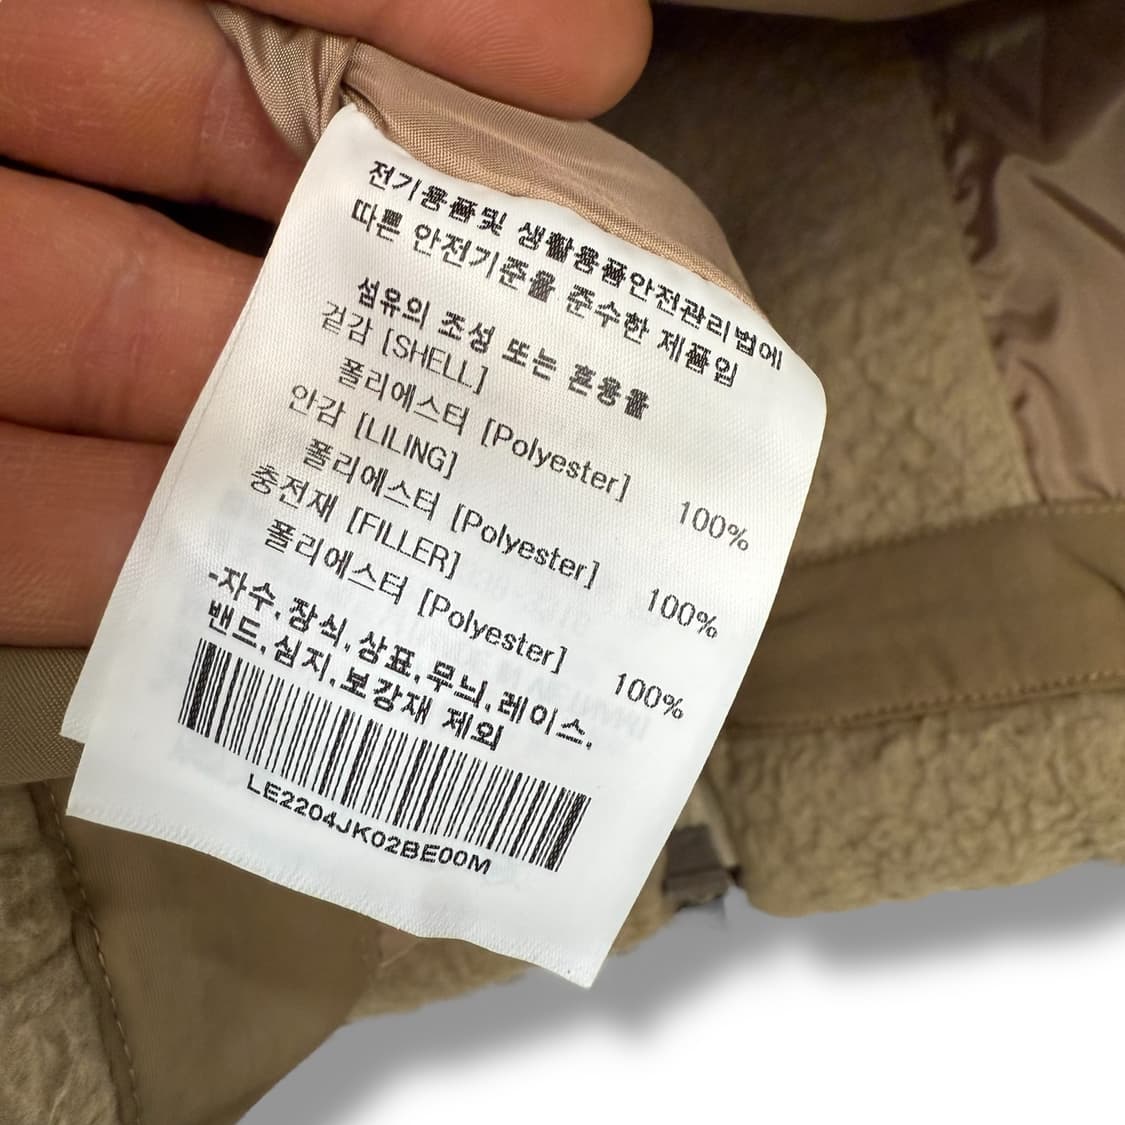 전기용품및 생활용품안전관리법에
따른 안전기준을 준수한 제품임
섬유의 조성 또는 혼용율
겉감 [SHELL]
폴리에스터 [Polyester] 100%
안감 [LILING]
폴리에스터 [Polyester] 100%
충전재 [FILLER]
폴리에스터 [Polyester] 100%
-자수,장식,상표,무늬,레이스,
밴드,심지,보강재 제외
LE2204JK02BE00M